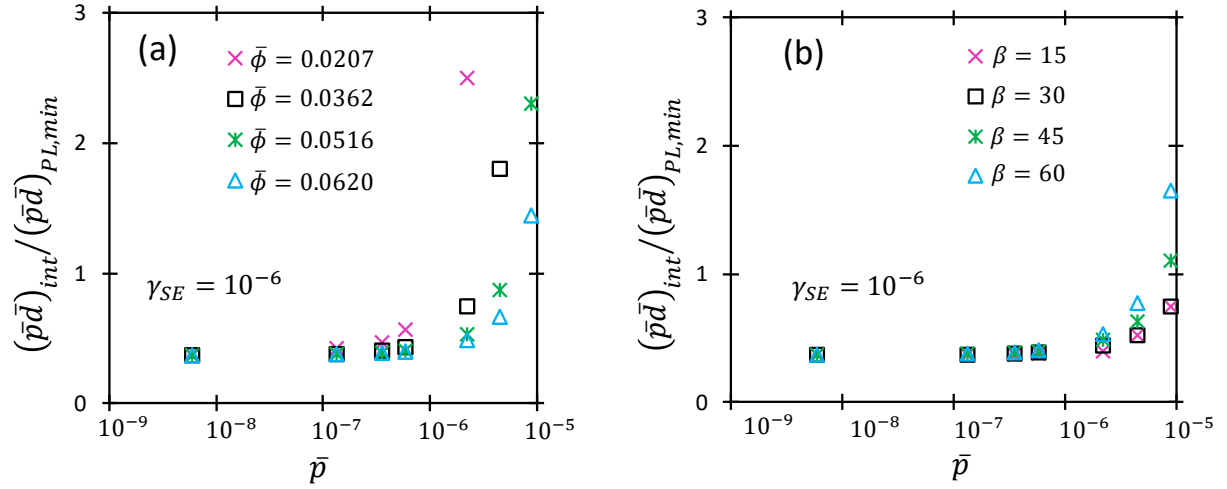 (a)
3
2
1
0
(p̄d̄)_int/(p̄d̄)_PL,min
ϕ̄ = 0.0207
ϕ̄ = 0.0362
ϕ̄ = 0.0516
ϕ̄ = 0.0620
γ_SE = 10⁻⁶
10⁻⁹ 10⁻⁸ 10⁻⁷ 10⁻⁶ 10⁻⁵
p̄
(b)
3
2
1
0
(p̄d̄)_int/(p̄d̄)_PL,min
β = 15
β = 30
β = 45
β = 60
γ_SE = 10⁻⁶
10⁻⁹ 10⁻⁸ 10⁻⁷ 10⁻⁶ 10⁻⁵
p̄